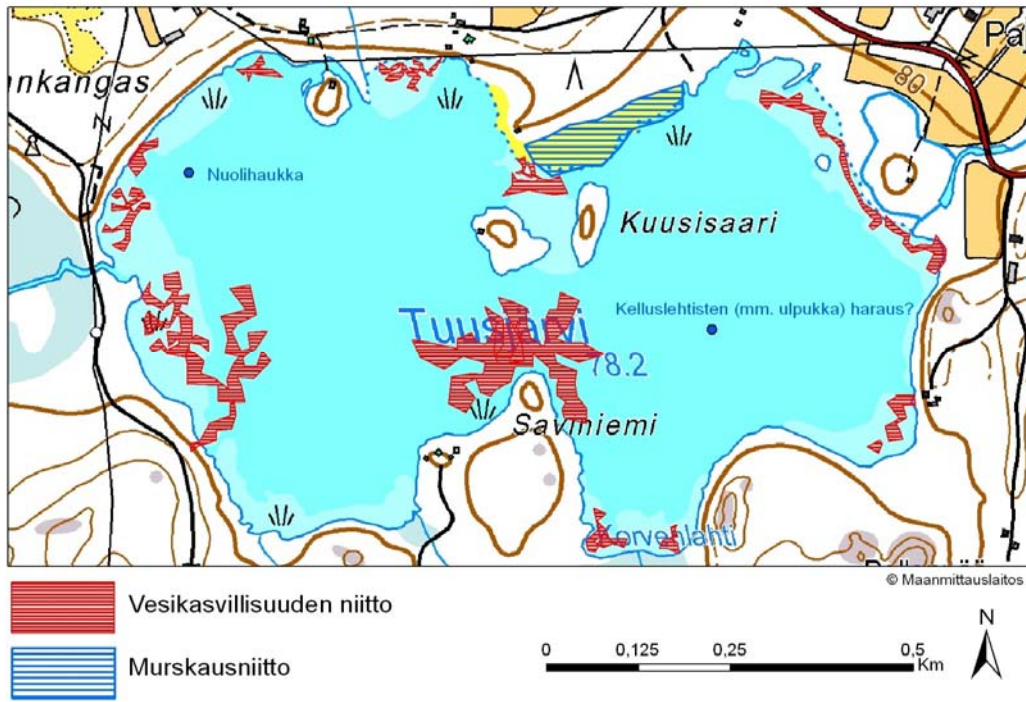 nkangas
Pa
80
Nuolihaukka
Kuusisaari
Kelluslehtisten (mm. ulpukka) haraus?
Tuusjärvi
78.2
Saviniemi
Korvenlahti
© Maanmittauslaitos
Vesikasvillisuuden niitto
Murskausniitto
N
0 0,125 0,25 0,5
Km